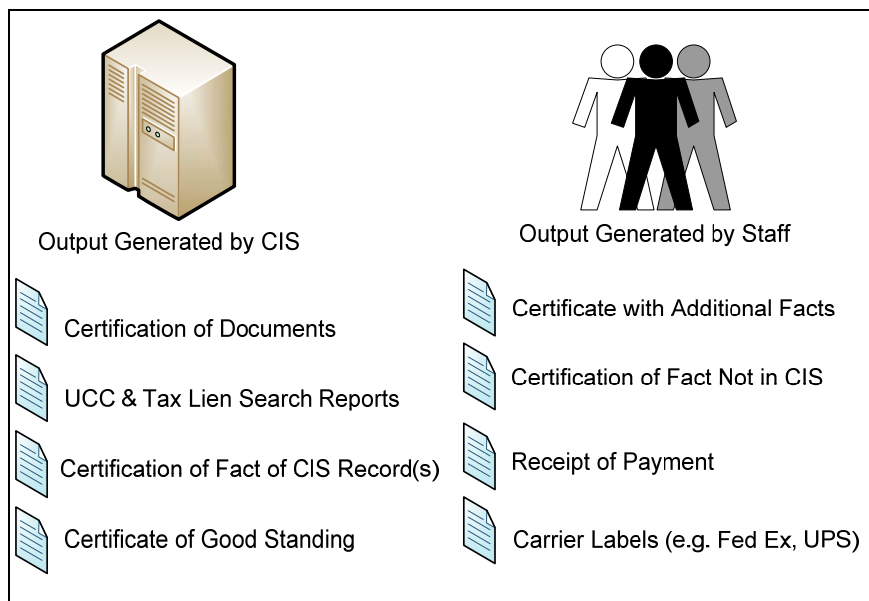 Output Generated by CIS
Certification of Documents
UCC & Tax Lien Search Reports
Certification of Fact of CIS Record(s)
Certificate of Good Standing
Output Generated by Staff
Certificate with Additional Facts
Certification of Fact Not in CIS
Receipt of Payment
Carrier Labels (e.g. Fed Ex, UPS)